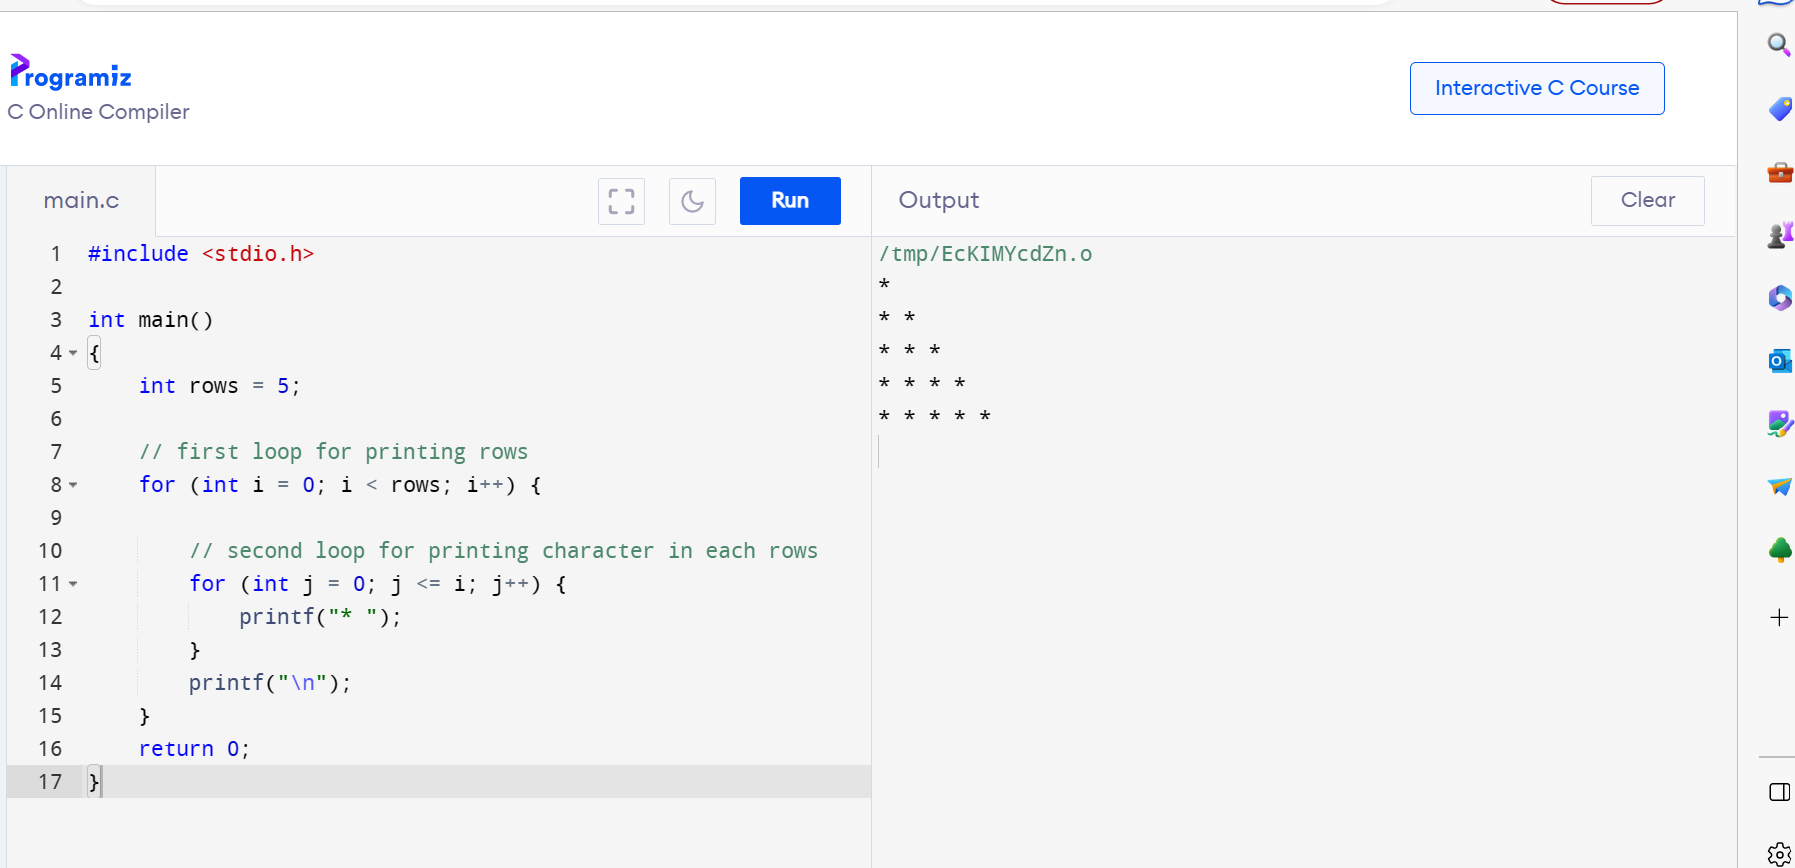 Programiz
C Online Compiler
Interactive C Course
main.c
Run
Output
Clear
1 #include <stdio.h>
2
3 int main()
4 {
5     int rows = 5;
6
7     // first loop for printing rows
8     for (int i = 0; i < rows; i++) {
9
10         // second loop for printing character in each rows
11         for (int j = 0; j <= i; j++) {
12             printf("* ");
13         }
14         printf("\n");
15     }
16     return 0;
17 }
/tmp/EcKIMYcdZn.o
*
* *
* * *
* * * *
* * * * *